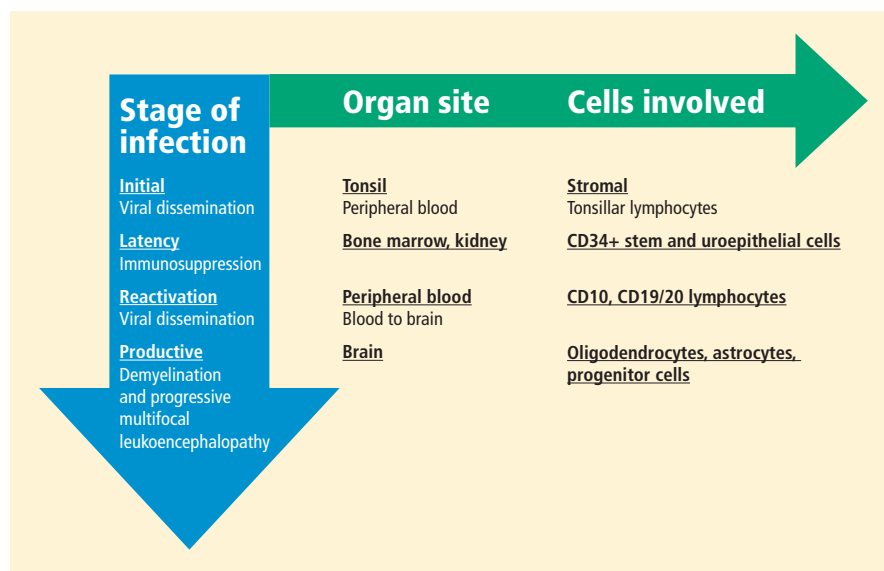 Stage of
infection
Organ site
Cells involved
Initial
Viral dissemination
Tonsil
Peripheral blood
Stromal
Tonsillar lymphocytes
Latency
Immunosuppression
Bone marrow, kidney
CD34+ stem and uroepithelial cells
Reactivation
Viral dissemination
Peripheral blood
Blood to brain
CD10, CD19/20 lymphocytes
Productive
Demyelination
and progressive
multifocal
leukoencephalopathy
Brain
Oligodendrocytes, astrocytes,
progenitor cells